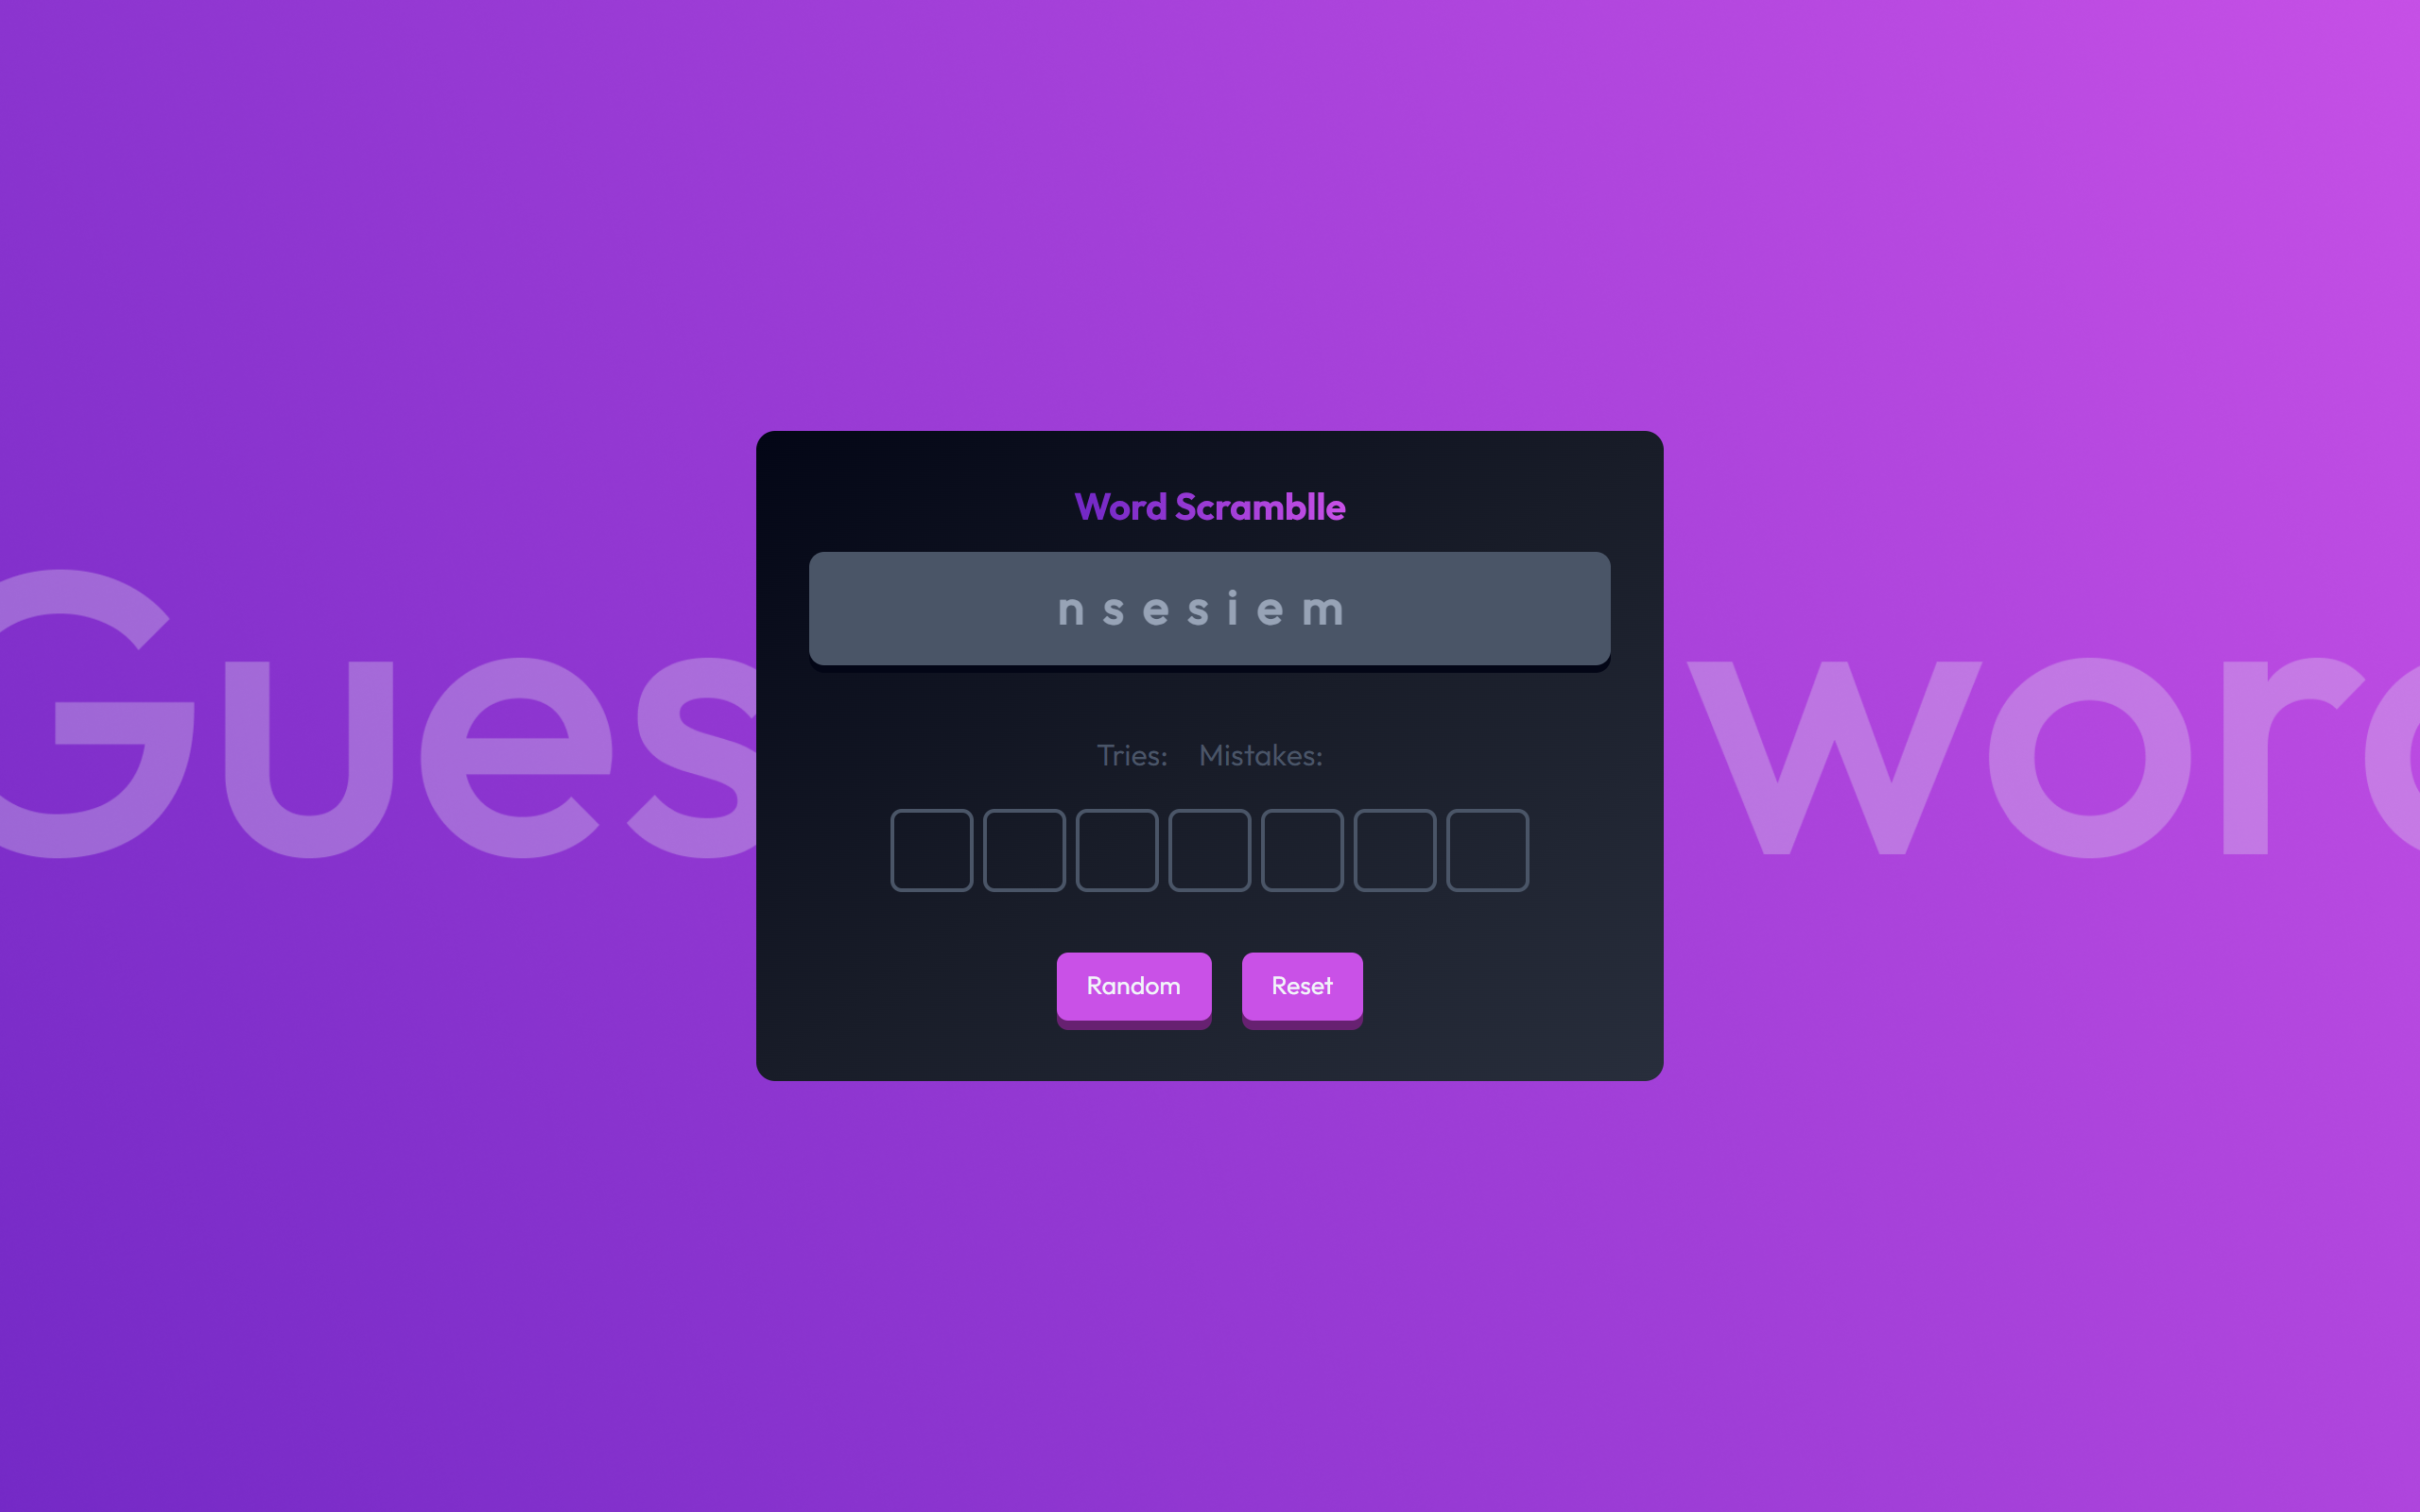 Word Scramblle
n s e s i e m
Gues word
Tries: Mistakes:
Random Reset